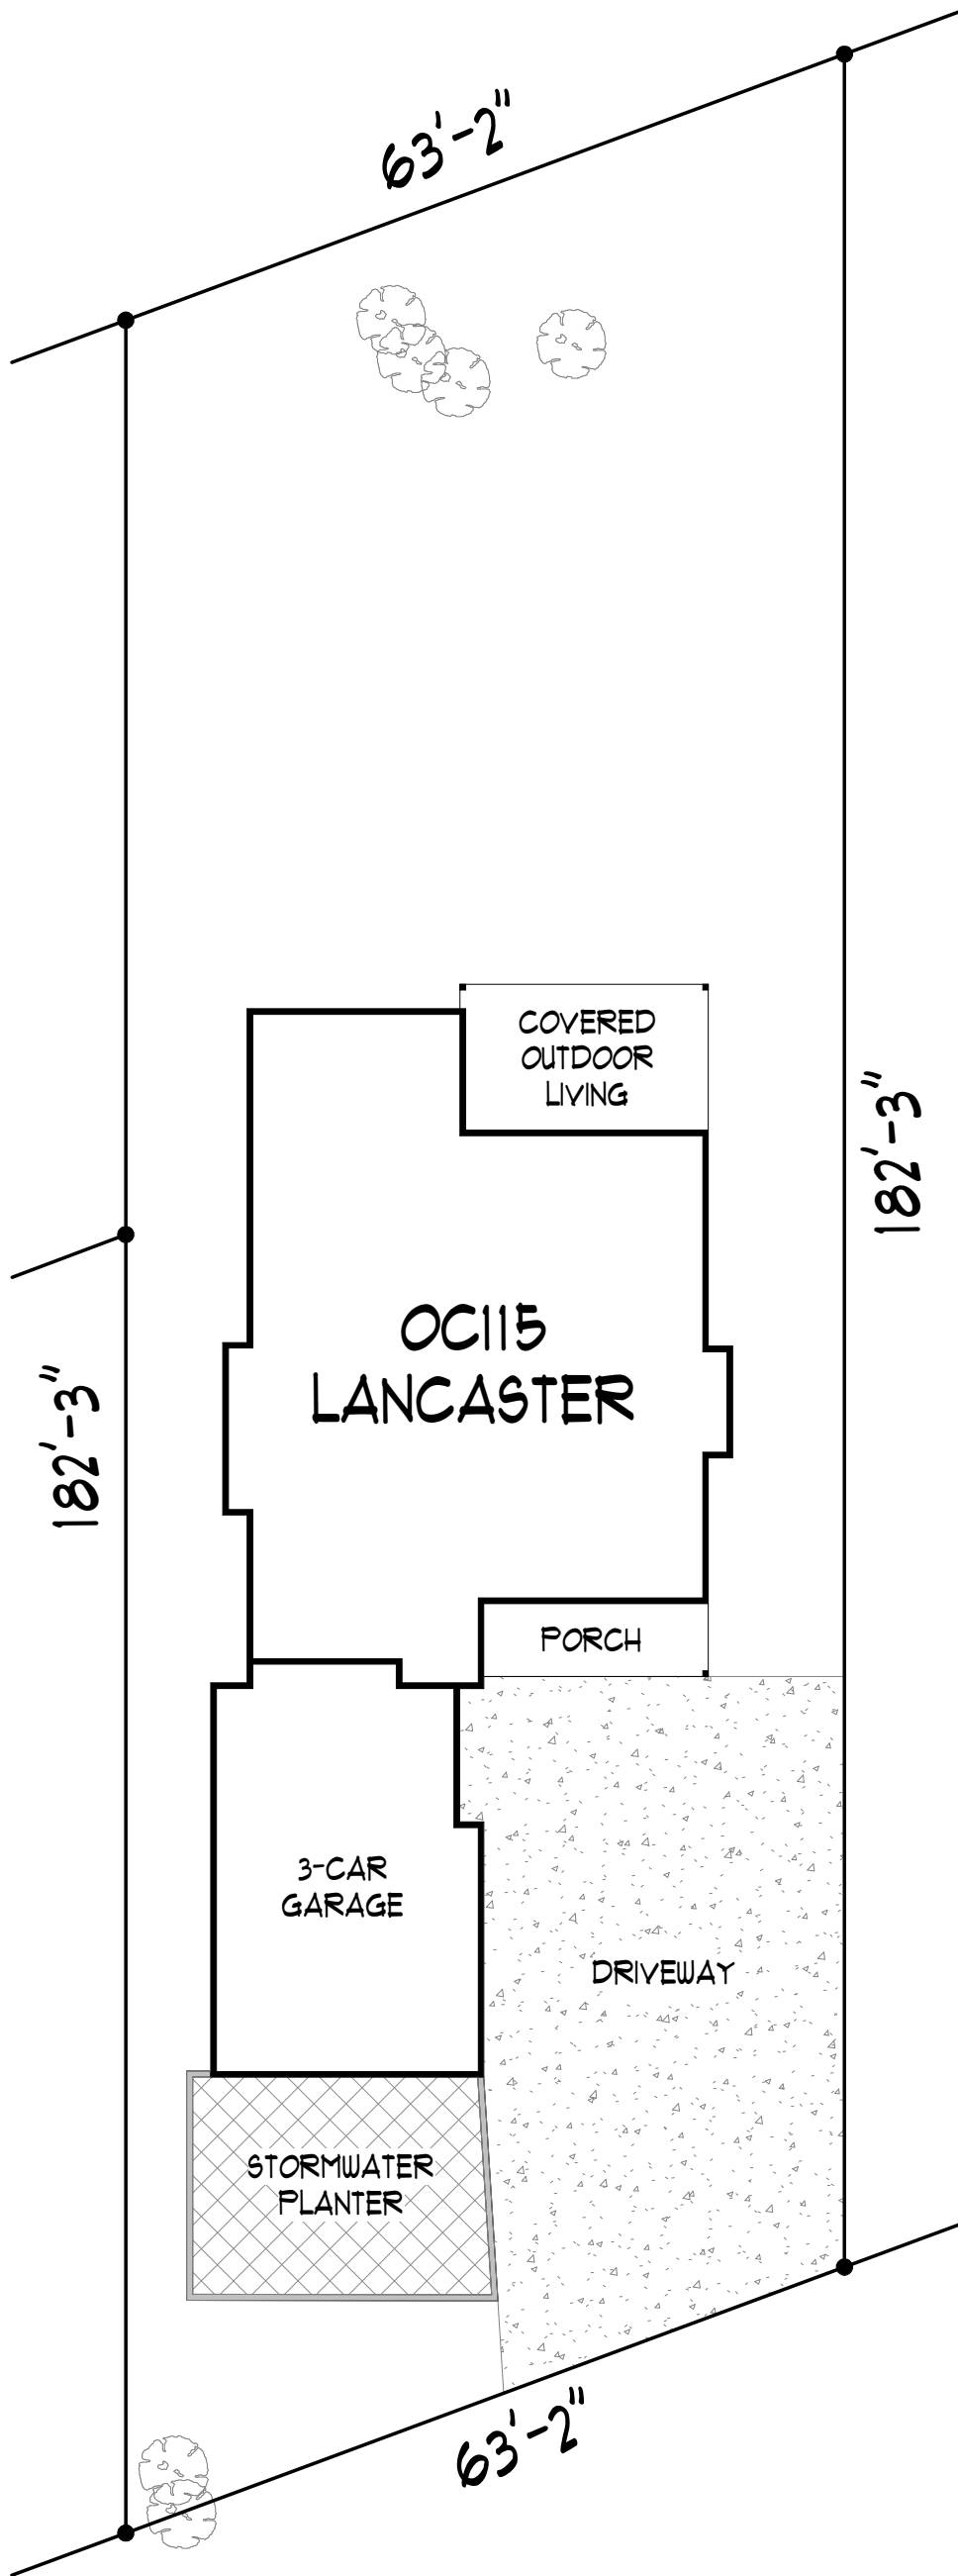 63'-2"
COVERED
OUTDOOR
LIVING
182'-3"
OC115
LANCASTER
182'-3"
PORCH
3-CAR
GARAGE
DRIVEWAY
STORMWATER
PLANTER
63'-2"